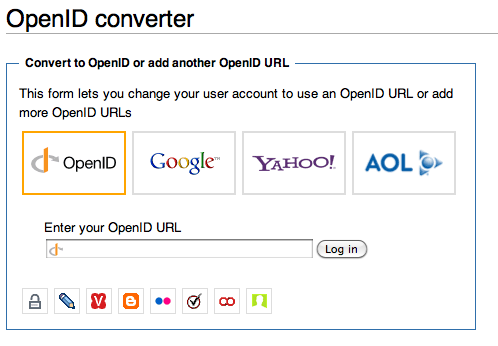 OpenID converter
Convert to OpenID or add another OpenID URL
This form lets you change your user account to use an OpenID URL or add
more OpenID URLs
OpenID Google™ YAHOO! AOL
Enter your OpenID URL
Log in